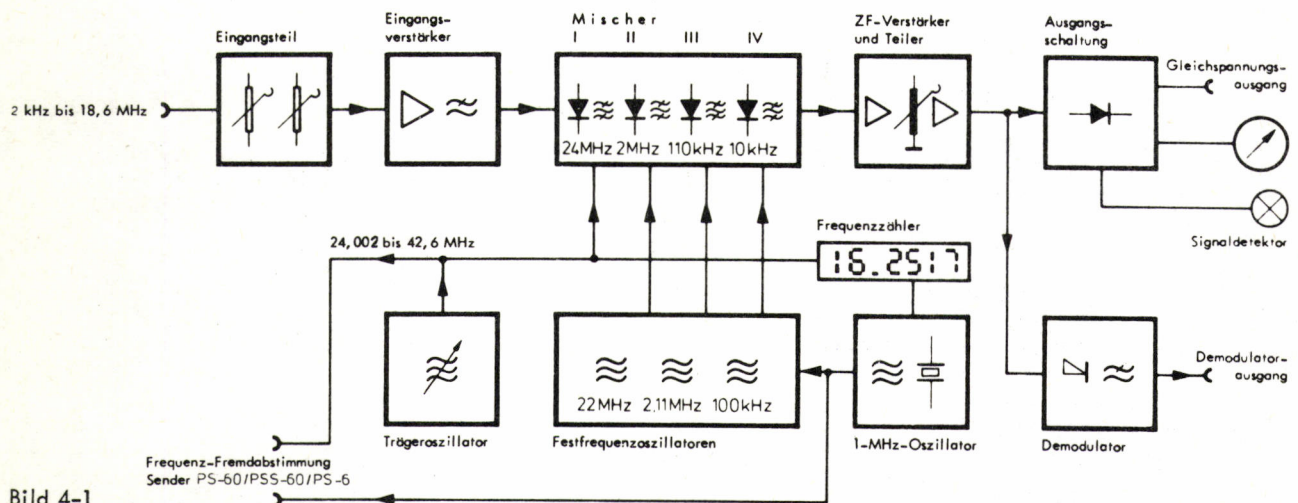 Eingangsteil
Eingangs-
verstärker
Mischer
I II III IV
24MHz 2MHz 110kHz 10kHz
ZF-Verstärker
und Teiler
Ausgangs-
schaltung
Gleichspannungs-
ausgang
2 kHz bis 18,6 MHz
Signaldetektor
24,002 bis 42,6 MHz
Frequenzzähler
16.2517
22MHz 2,11MHz 100kHz
Demodulator-
ausgang
Trägeroszillator
Festfrequenzoszillatoren
1-MHz-Oszillator
Demodulator
Frequenz-Fremdabstimmung
Sender PS-60/PSS-60/PS-6
Bild 4-1